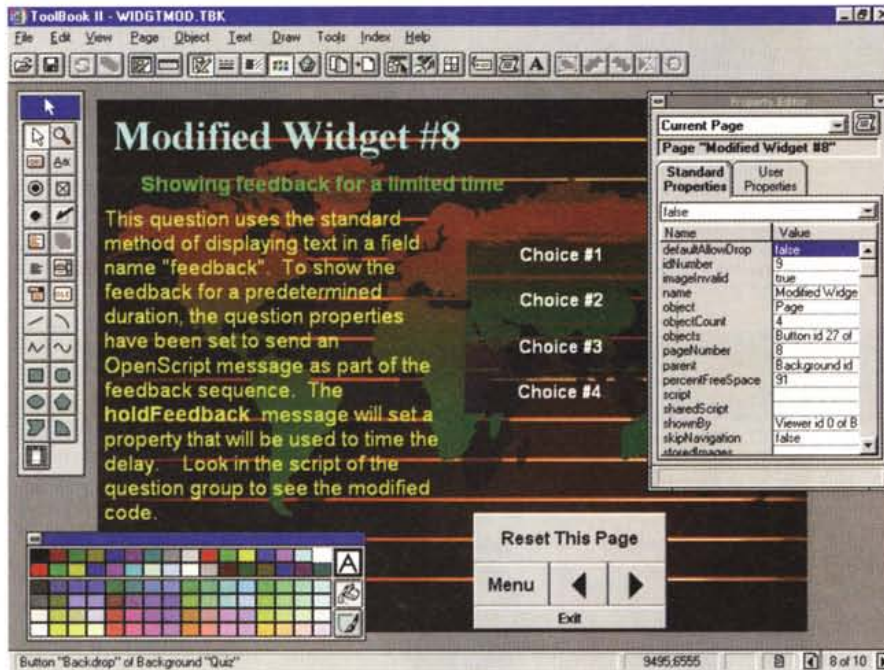 ToolBook II - WIDGTMOD.TBK
File Edit View Page Object Text Draw Tools Index Help
Modified Widget #8
Showing feedback for a limited time
This question uses the standard
method of displaying text in a field
name "feedback". To show the
feedback for a predetermined
duration, the question properties
have been set to send an
OpenScript message as part of the
feedback sequence. The
holdFeedback message will set a
property that will be used to time the
delay. Look in the script of the
question group to see the modified
code.
Choice #1
Choice #2
Choice #3
Choice #4
Reset This Page
Menu
Exit
Property Editor
Current Page
Page "Modified Widget #8"
Standard Properties
User Properties
false
Name Value
defaultAllowDrop false
idNumber 9
imageInvalid true
name Modified Widge
object Page
objectCount 4
objects Button id 27 of
pageNumber 8
parent Background id
percentFreeSpace 91
script
sharedScript
shownBy Viewer id 0 of B
skipNavigation false
storedImages
A
A
Button "Backdrop" of Background "Quiz"
9495,6555
8 of 10